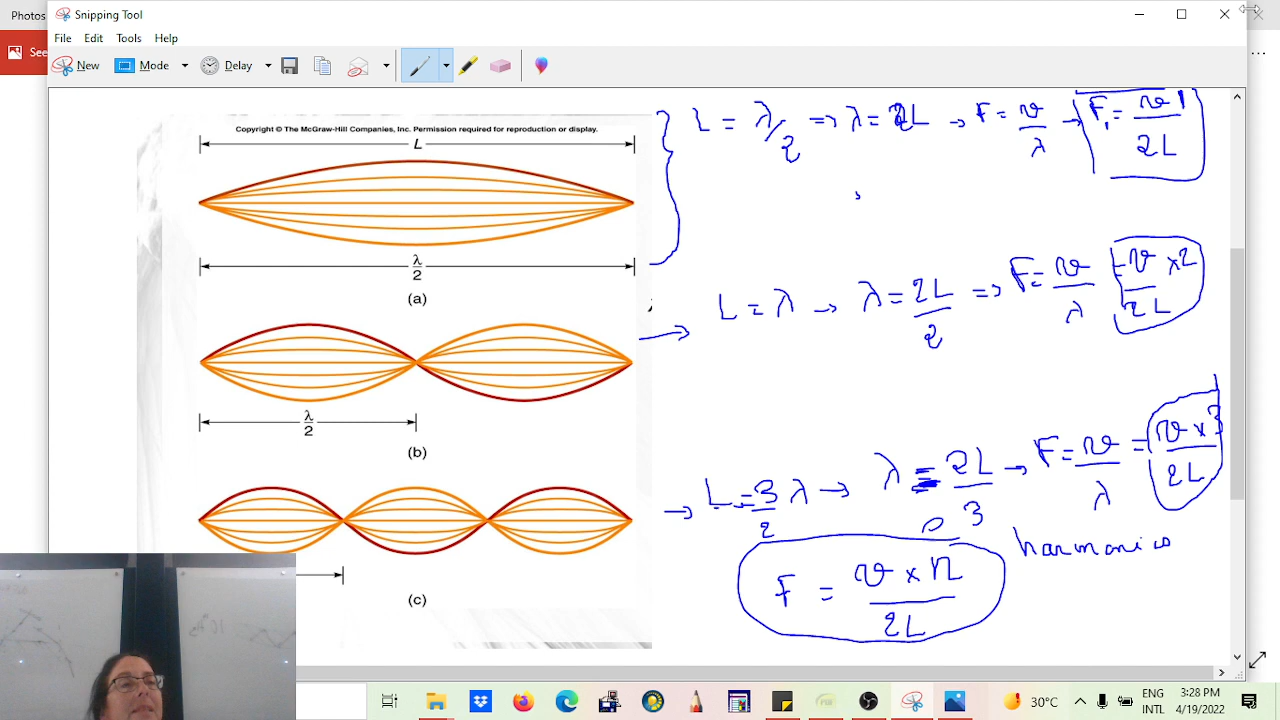 Photos
Snipping Tool
File Edit Tools Help
See
New Mode Delay
Copyright © The McGraw-Hill Companies, Inc. Permission required for reproduction or display.
L
λ/2
(a)
λ/2
(b)
(c)
L = λ/2 => λ = 2L → F = v/λ → F₁ = v 1/2L
L = λ → λ = 2L/2 => F = v/λ = v x2/2L
→ L = 3/2 λ → λ = 2L/3 → F = v/λ = v x 3/2L
harmonics
F = v x n/2L
30°C
ENG
INTL
3:28 PM
4/19/2022